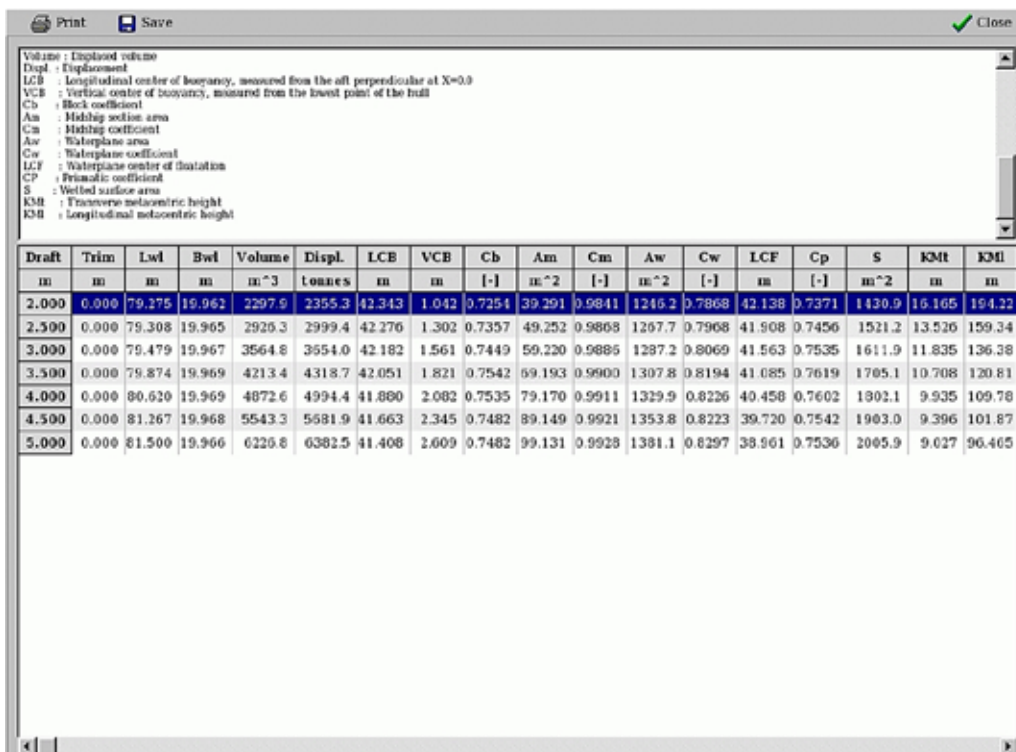 Print Save Close
Volume : Displaced volume
Displ. : Displacement
LCB : Longitudinal center of buoyancy, measured from the aft perpendicular at X=0.0
VCB : Vertical center of buoyancy, measured from the lowest point of the hull
Cb : Block coefficient
Am : Midship section area
Cm : Midship coefficient
Aw : Waterplane area
Cw : Waterplane coefficient
LCF : Waterplane center of floatation
CP : Prismatic coefficient
S : Wetted surface area
KMt : Transverse metacentric height
KMl : Longitudinal metacentric height
Draft Trim Lwl Bwl Volume Displ. LCB VCB Cb Am Cm Aw Cw LCF Cp S KMt KMl
m m m m m^3 tonnes m m [-] m^2 [-] m^2 [-] m [-] m^2 m m
2.000 0.000 79.275 19.962 2297.9 2355.3 42.343 1.042 0.7254 39.291 0.9841 1246.2 0.7868 42.138 0.7371 1430.9 16.165 194.22
2.500 0.000 79.308 19.965 2926.3 2999.4 42.276 1.302 0.7357 49.252 0.9868 1267.7 0.7968 41.908 0.7456 1521.2 13.526 159.34
3.000 0.000 79.479 19.967 3564.8 3654.0 42.182 1.561 0.7449 59.220 0.9886 1287.2 0.8069 41.563 0.7535 1611.9 11.835 136.38
3.500 0.000 79.874 19.969 4213.4 4318.7 42.051 1.821 0.7542 69.193 0.9900 1307.8 0.8194 41.085 0.7619 1705.1 10.708 120.81
4.000 0.000 80.620 19.969 4872.6 4994.4 41.880 2.082 0.7535 79.170 0.9911 1329.9 0.8226 40.458 0.7602 1802.1 9.935 109.78
4.500 0.000 81.267 19.968 5543.3 5681.9 41.663 2.345 0.7482 89.149 0.9921 1353.8 0.8223 39.720 0.7542 1903.0 9.396 101.87
5.000 0.000 81.500 19.966 6226.8 6382.5 41.408 2.609 0.7482 99.131 0.9928 1381.1 0.8297 38.961 0.7536 2005.9 9.027 96.465